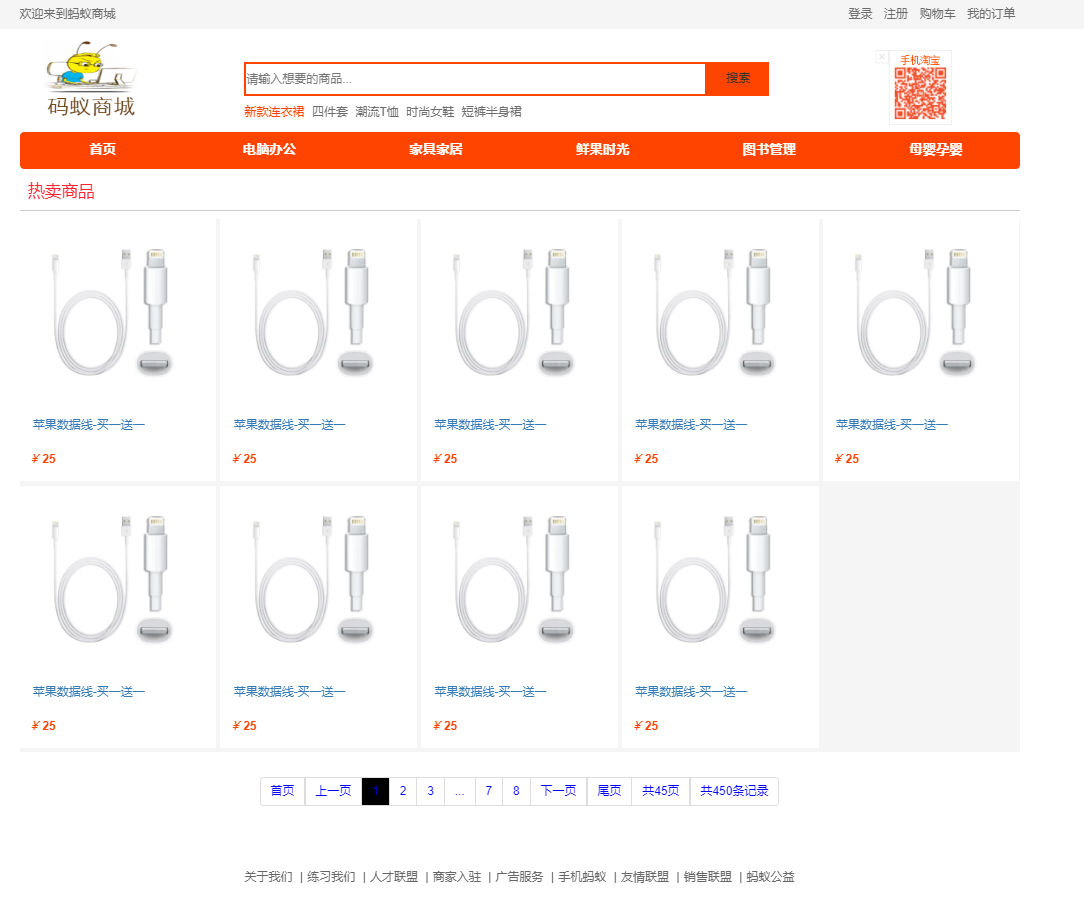 欢迎来到蚂蚁商城 登录 注册 购物车 我的订单
码蚁商城
请输入想要的商品... 搜索
手机淘宝
新款连衣裙 四件套 潮流T恤 时尚女鞋 短裤半身裙
首页 电脑办公 家具家居 鲜果时光 图书管理 母婴孕婴
热卖商品
苹果数据线-买一送一 苹果数据线-买一送一 苹果数据线-买一送一 苹果数据线-买一送一 苹果数据线-买一送一
￥25 ￥25 ￥25 ￥25 ￥25
苹果数据线-买一送一 苹果数据线-买一送一 苹果数据线-买一送一 苹果数据线-买一送一
￥25 ￥25 ￥25 ￥25
首页 上一页 1 2 3 ... 7 8 下一页 尾页 共45页 共450条记录
关于我们 | 练习我们 | 人才联盟 | 商家入驻 | 广告服务 | 手机蚂蚁 | 友情联盟 | 销售联盟 | 蚂蚁公益